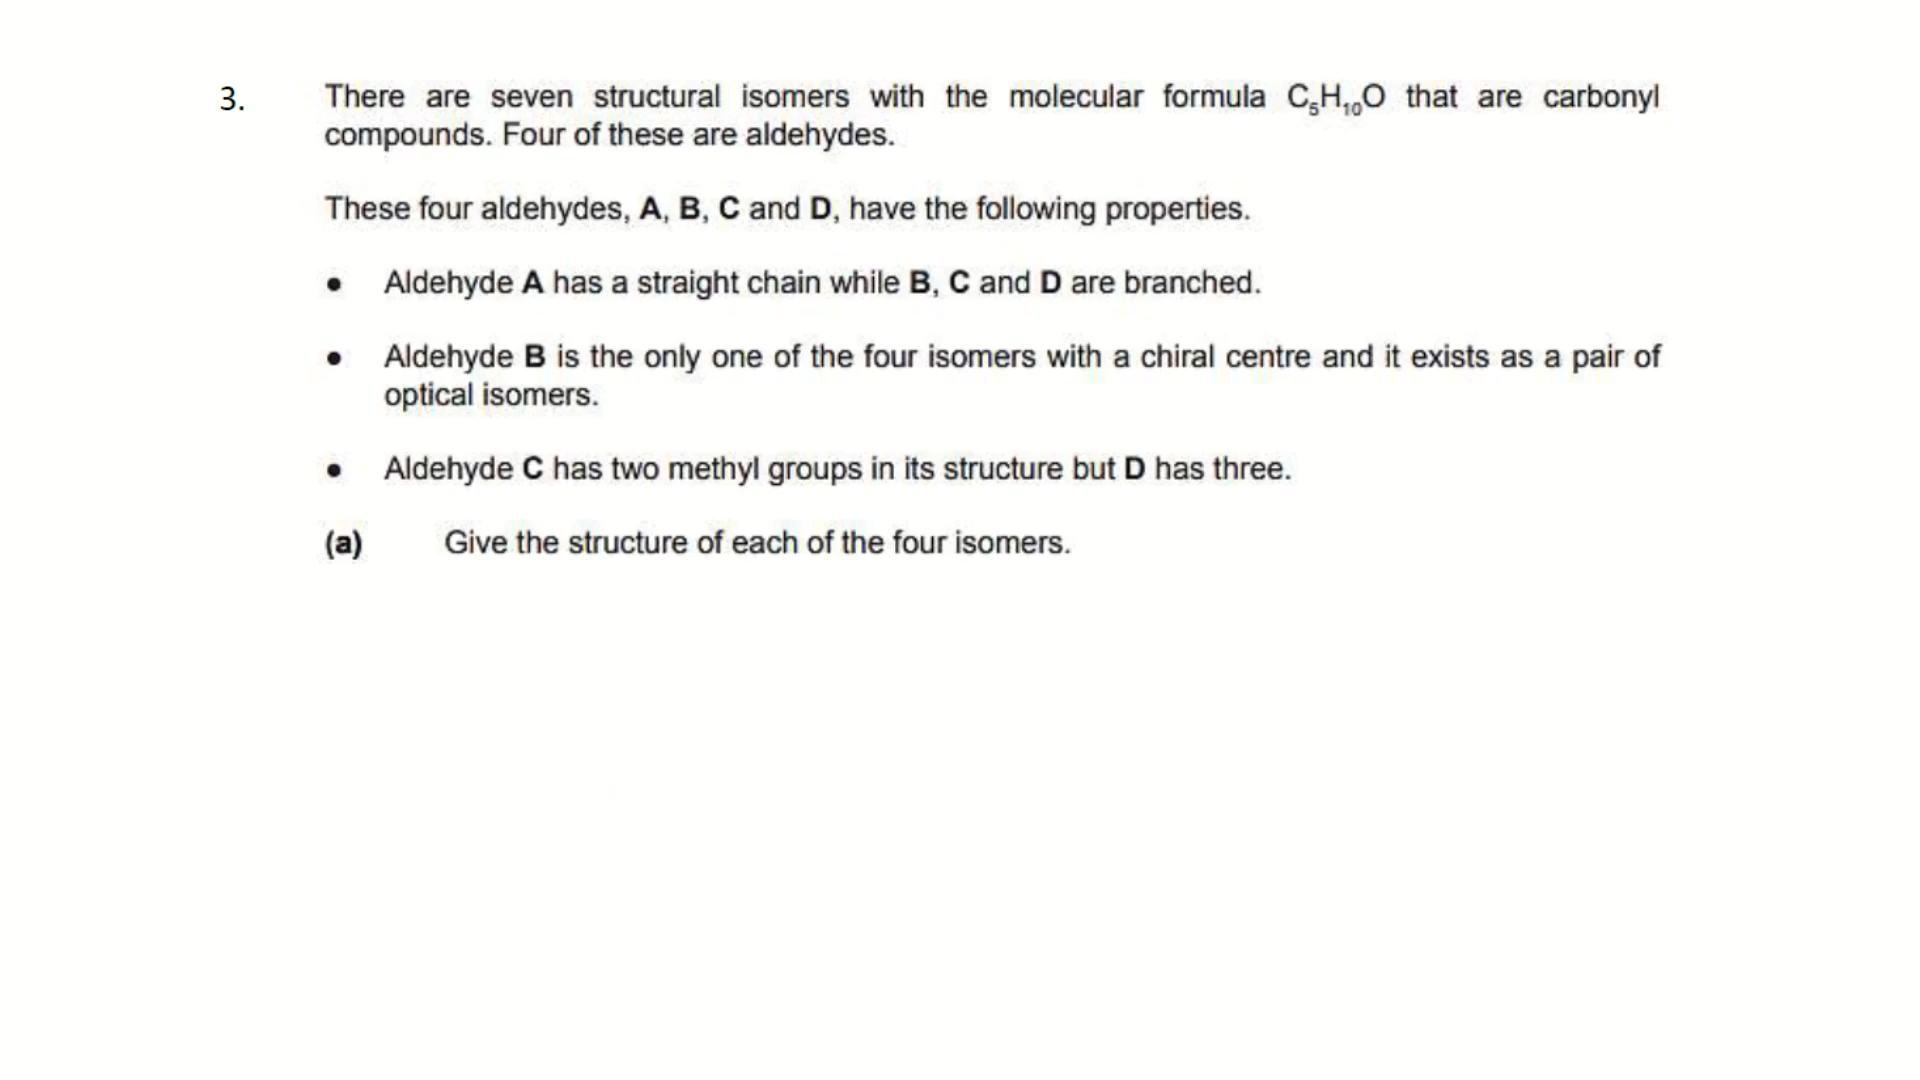 3. There are seven structural isomers with the molecular formula C₅H₁₀O that are carbonyl
compounds. Four of these are aldehydes.
These four aldehydes, A, B, C and D, have the following properties.
• Aldehyde A has a straight chain while B, C and D are branched.
• Aldehyde B is the only one of the four isomers with a chiral centre and it exists as a pair of
optical isomers.
• Aldehyde C has two methyl groups in its structure but D has three.
(a) Give the structure of each of the four isomers.